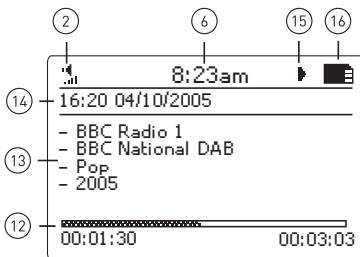 2 6 15 16
8:23am
14 16:20 04/10/2005
- BBC Radio 1
- BBC National DAB
13 - Pop
- 2005
12
00:01:30 00:03:03